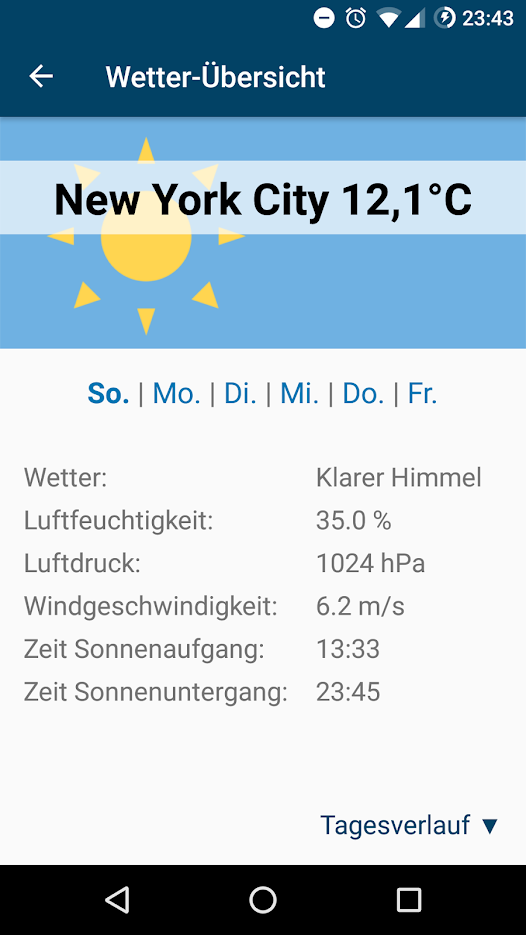 23:43
Wetter-Übersicht
New York City 12,1°C
So. | Mo. | Di. | Mi. | Do. | Fr.
Wetter: Klarer Himmel
Luftfeuchtigkeit: 35.0 %
Luftdruck: 1024 hPa
Windgeschwindigkeit: 6.2 m/s
Zeit Sonnenaufgang: 13:33
Zeit Sonnenuntergang: 23:45
Tagesverlauf ▼